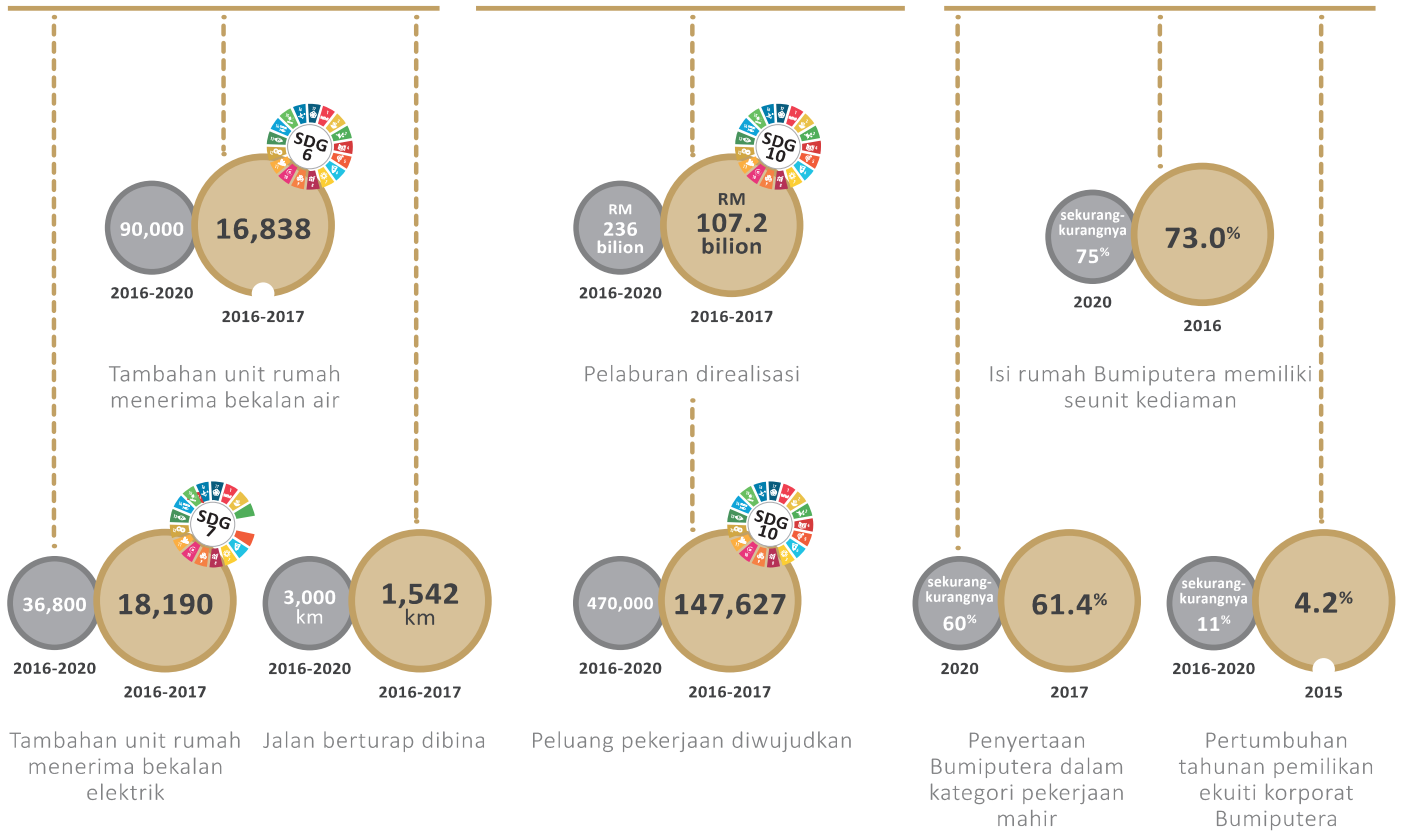 SDG
6
90,000
16,838
2016-2020
2016-2017
Tambahan unit rumah
menerima bekalan air
SDG
7
36,800
18,190
2016-2020
2016-2017
Tambahan unit rumah
menerima bekalan
elektrik
3,000
km
1,542
km
2016-2020
2016-2017
Jalan berturap dibina
SDG
10
RM
236
bilion
RM
107.2
bilion
2016-2020
2016-2017
Pelaburan direalisasi
SDG
10
470,000
147,627
2016-2020
2016-2017
Peluang pekerjaan diwujudkan
sekurang-
kurangnya
75%
73.0%
2020
2016
Isi rumah Bumiputera memiliki
seunit kediaman
sekurang-
kurangnya
60%
61.4%
2020
2017
Penyertaan
Bumiputera dalam
kategori pekerjaan
mahir
sekurang-
kurangnya
11%
4.2%
2016-2020
2015
Pertumbuhan
tahunan pemilikan
ekuiti korporat
Bumiputera